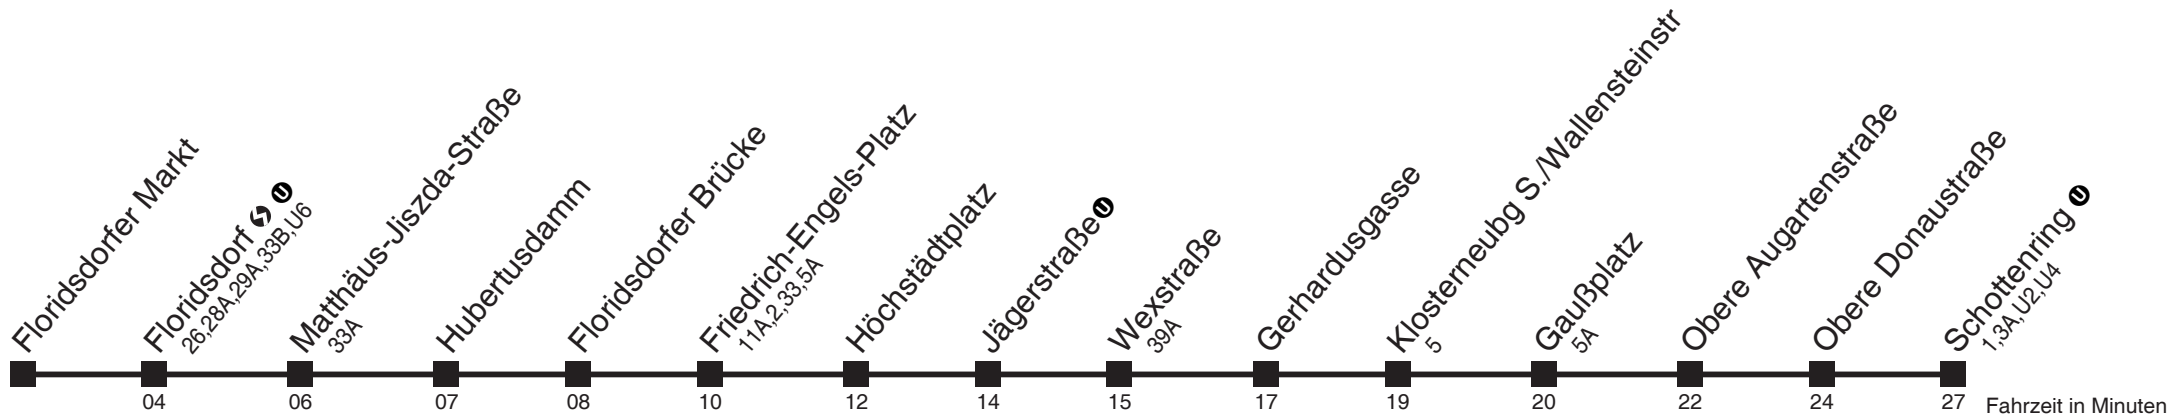 Floridsdorfer Markt
Floridsdorf
26,28A,29A,33B,U6
Matthäus-Jiszda-Straße
33A
Hubertusdamm
Floridsdorfer Brücke
Friedrich-Engels-Platz
11A,2,33,5A
Höchstädtplatz
Jägerstraße U
Wexstraße
39A
Gerhardusgasse
Klosterneubg S./Wallensteinstr
5
Gaußplatz
5A
Obere Augartenstraße
Obere Donaustraße
Schottenring U
1,3A,U2,U4
04 06 07 08 10 12 14 15 17 19 20 22 24 27 Fahrzeit in Minuten